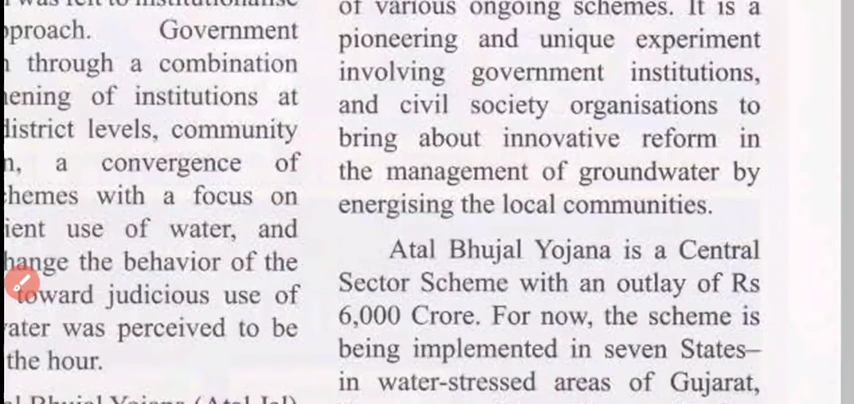 proach. Government
through a combination
ening of institutions at
district levels, community
a convergence of
hemes with a focus on
ient use of water, and
hange the behavior of the
toward judicious use of
ater was perceived to be
the hour.
of various ongoing schemes. It is a
pioneering and unique experiment
involving government institutions,
and civil society organisations to
bring about innovative reform in
the management of groundwater by
energising the local communities.
Atal Bhujal Yojana is a Central
Sector Scheme with an outlay of Rs
6,000 Crore. For now, the scheme is
being implemented in seven States–
in water-stressed areas of Gujarat,